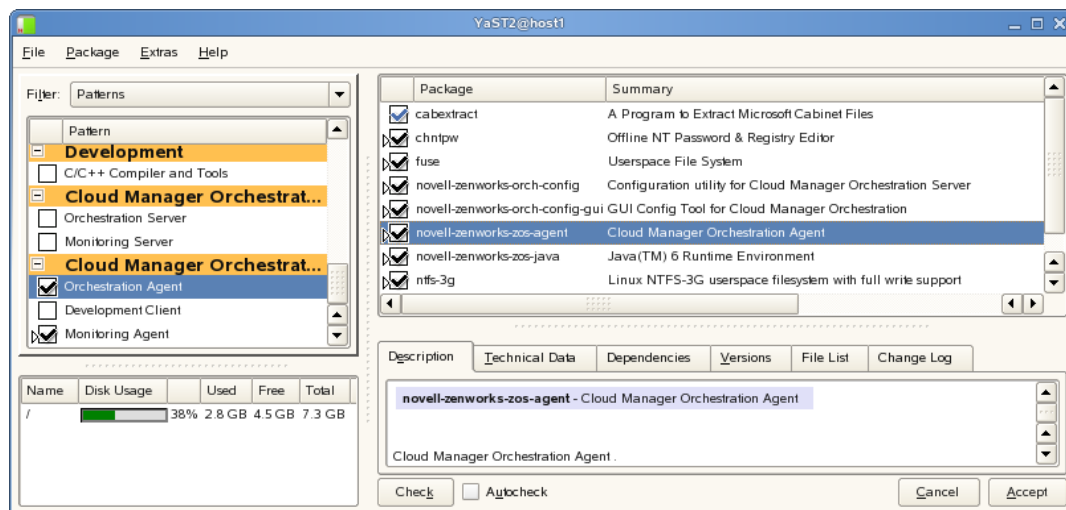 YaST2@host1
File Package Extras Help
Filter: Patterns
Pattern
Development
C/C++ Compiler and Tools
Cloud Manager Orchestrat...
Orchestration Server
Monitoring Server
Cloud Manager Orchestrat...
Orchestration Agent
Development Client
Monitoring Agent
Name Disk Usage Used Free Total
/ 38% 2.8 GB 4.5 GB 7.3 GB
Package Summary
cabextract A Program to Extract Microsoft Cabinet Files
chntpw Offline NT Password & Registry Editor
fuse Userspace File System
novell-zenworks-orch-config Configuration utility for Cloud Manager Orchestration Server
novell-zenworks-orch-config-gui GUI Config Tool for Cloud Manager Orchestration
novell-zenworks-zos-agent Cloud Manager Orchestration Agent
novell-zenworks-zos-java Java(TM) 6 Runtime Environment
ntfs-3g Linux NTFS-3G userspace filesystem with full write support
Description Technical Data Dependencies Versions File List Change Log
novell-zenworks-zos-agent - Cloud Manager Orchestration Agent
Cloud Manager Orchestration Agent .
Check Autocheck Cancel Accept